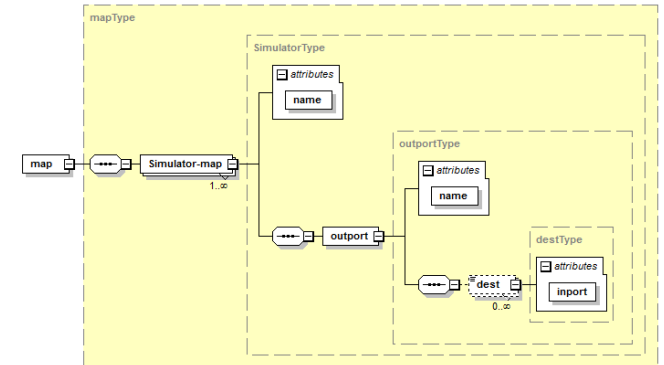 mapType
SimulatorType
attributes
name
outportType
map
Simulator-map
1..∞
attributes
name
outport
destType
attributes
dest
inport
0..∞